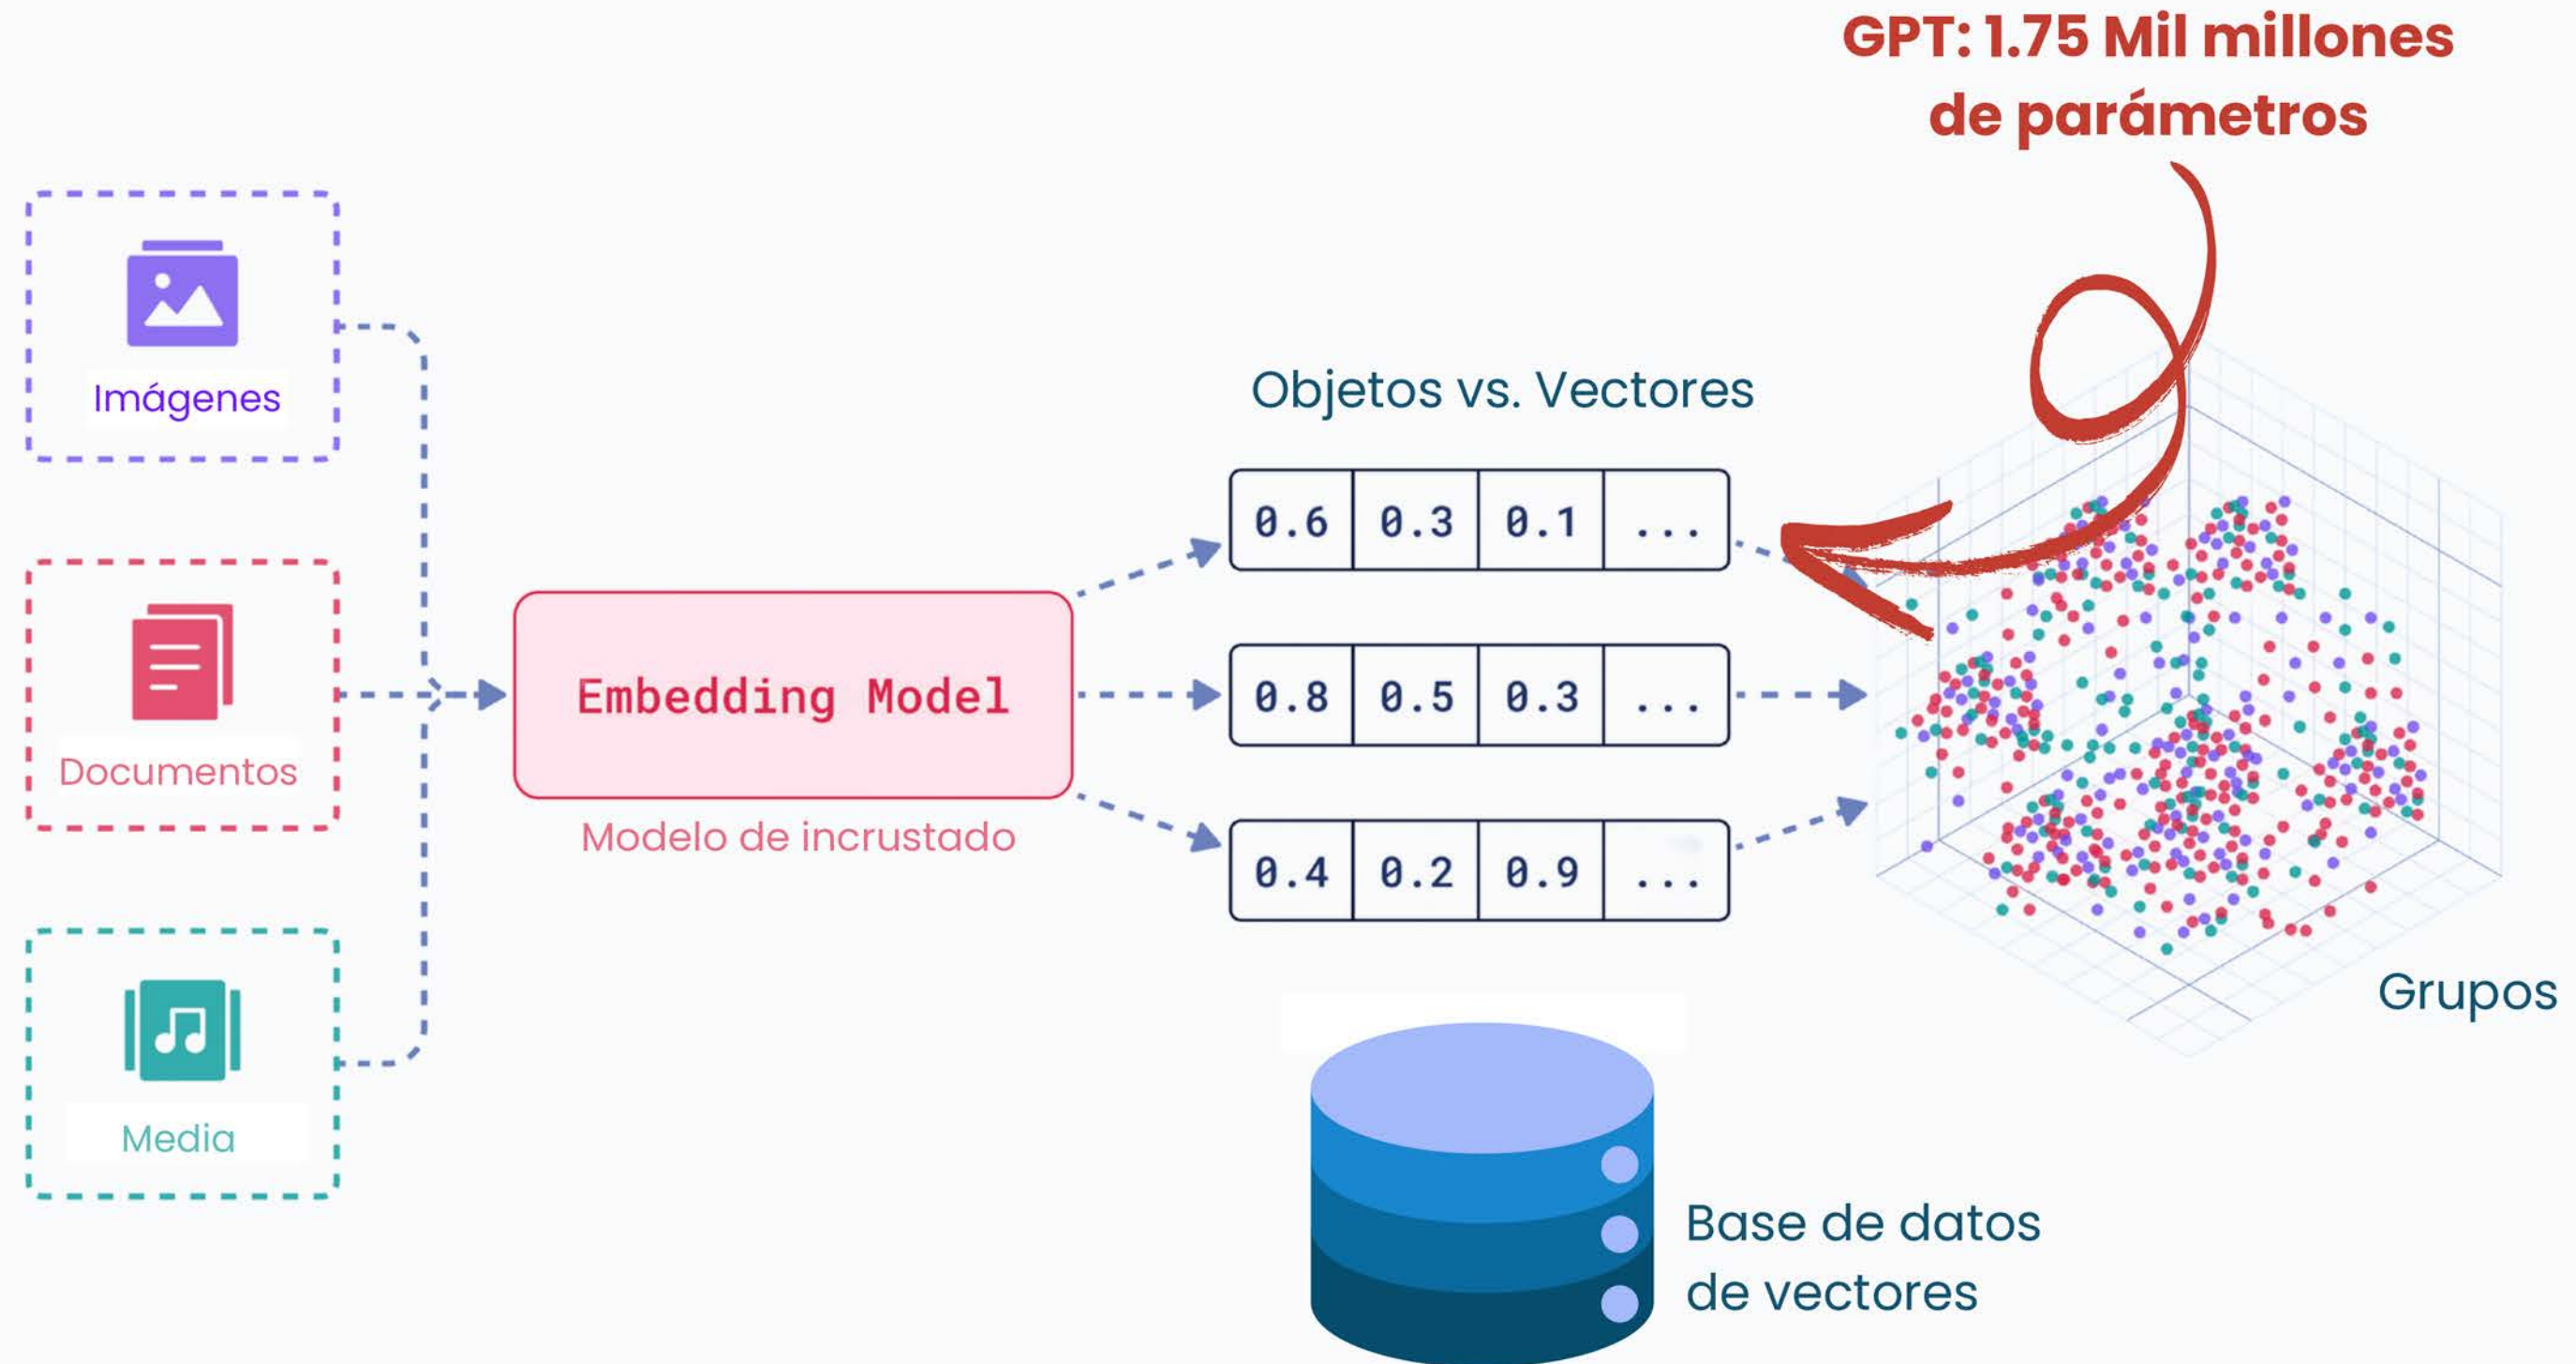 GPT: 1.75 Mil millones
de parámetros
Imágenes
Documentos
Media
Embedding Model
Modelo de incrustado
Objetos vs. Vectores
0.6 0.3 0.1 ...
0.8 0.5 0.3 ...
0.4 0.2 0.9 ...
Grupos
Base de datos
de vectores